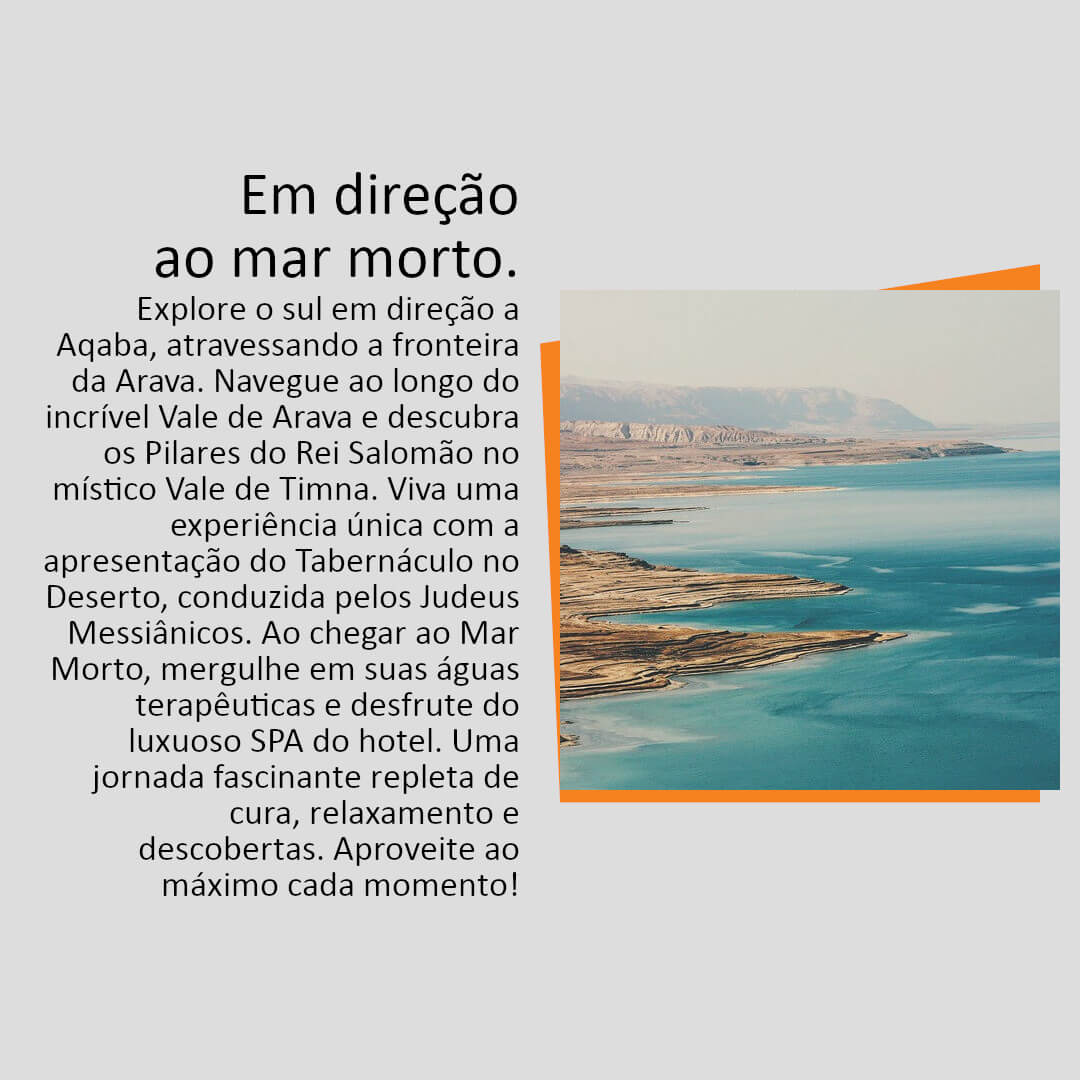 Em direção
ao mar morto.
Explore o sul em direção a
Aqaba, atravessando a fronteira
da Arava. Navegue ao longo do
incrível Vale de Arava e descubra
os Pilares do Rei Salomão no
místico Vale de Timna. Viva uma
experiência única com a
apresentação do Tabernáculo no
Deserto, conduzida pelos Judeus
Messiânicos. Ao chegar ao Mar
Morto, mergulhe em suas águas
terapêuticas e desfrute do
luxuoso SPA do hotel. Uma
jornada fascinante repleta de
cura, relaxamento e
descobertas. Aproveite ao
máximo cada momento!